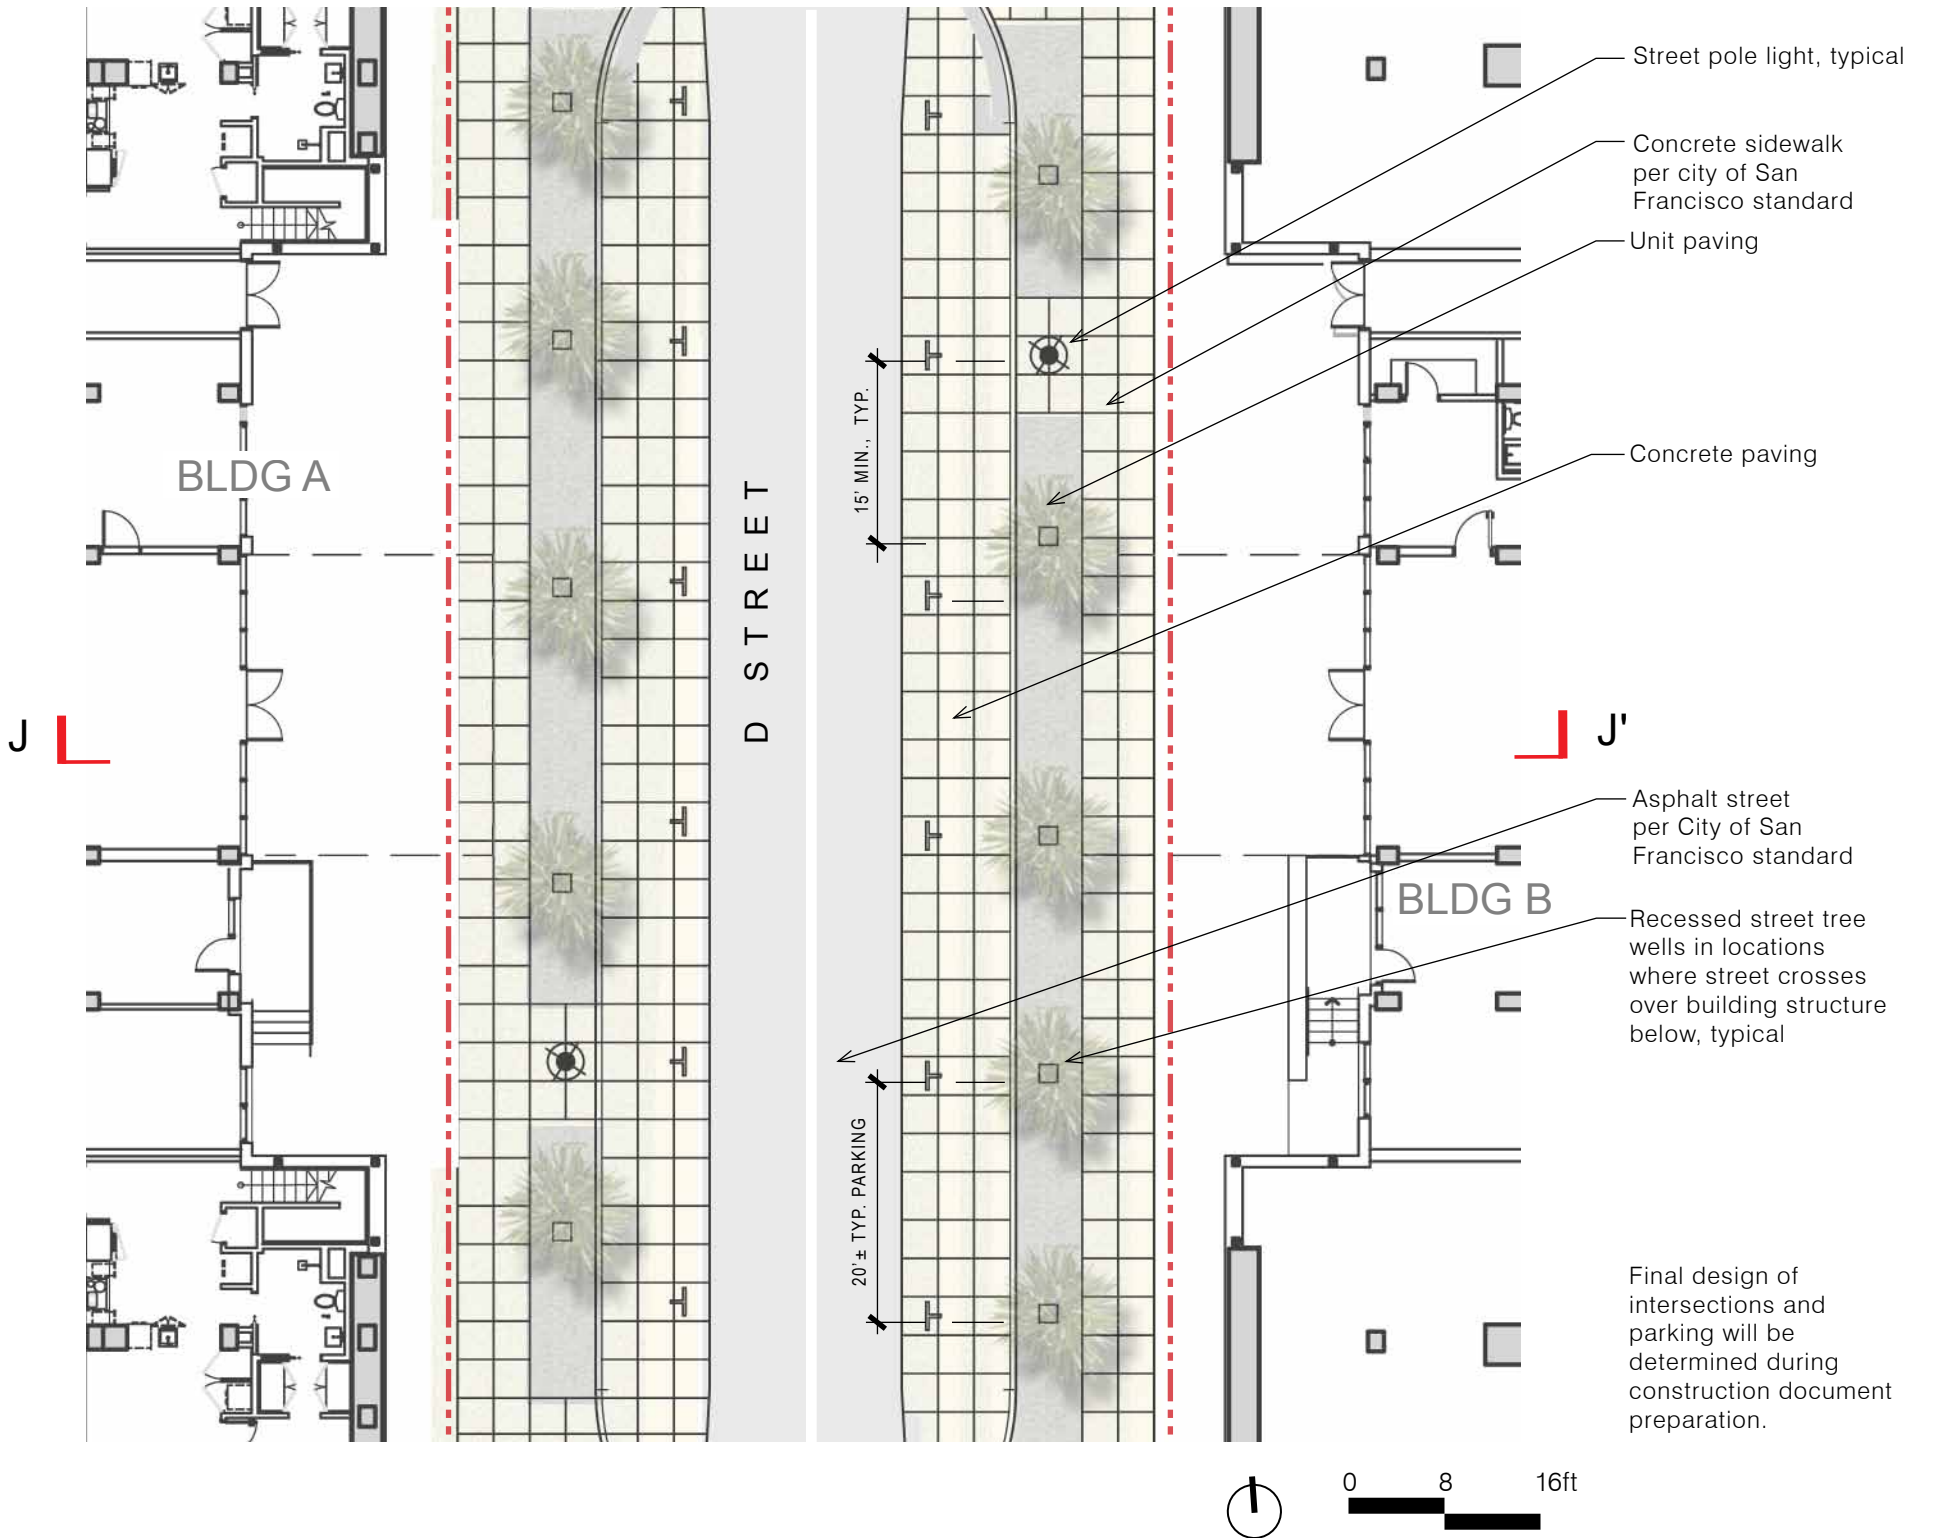 Street pole light, typical
Concrete sidewalk
per city of San
Francisco standard
Unit paving
15' MIN., TYP.
Concrete paving
BLDG A
D STREET
J
J'
Asphalt street
per City of San
Francisco standard
BLDG B
Recessed street tree
wells in locations
where street crosses
over building structure
below, typical
20'± TYP. PARKING
Final design of
intersections and
parking will be
determined during
construction document
preparation.
0 8 16ft